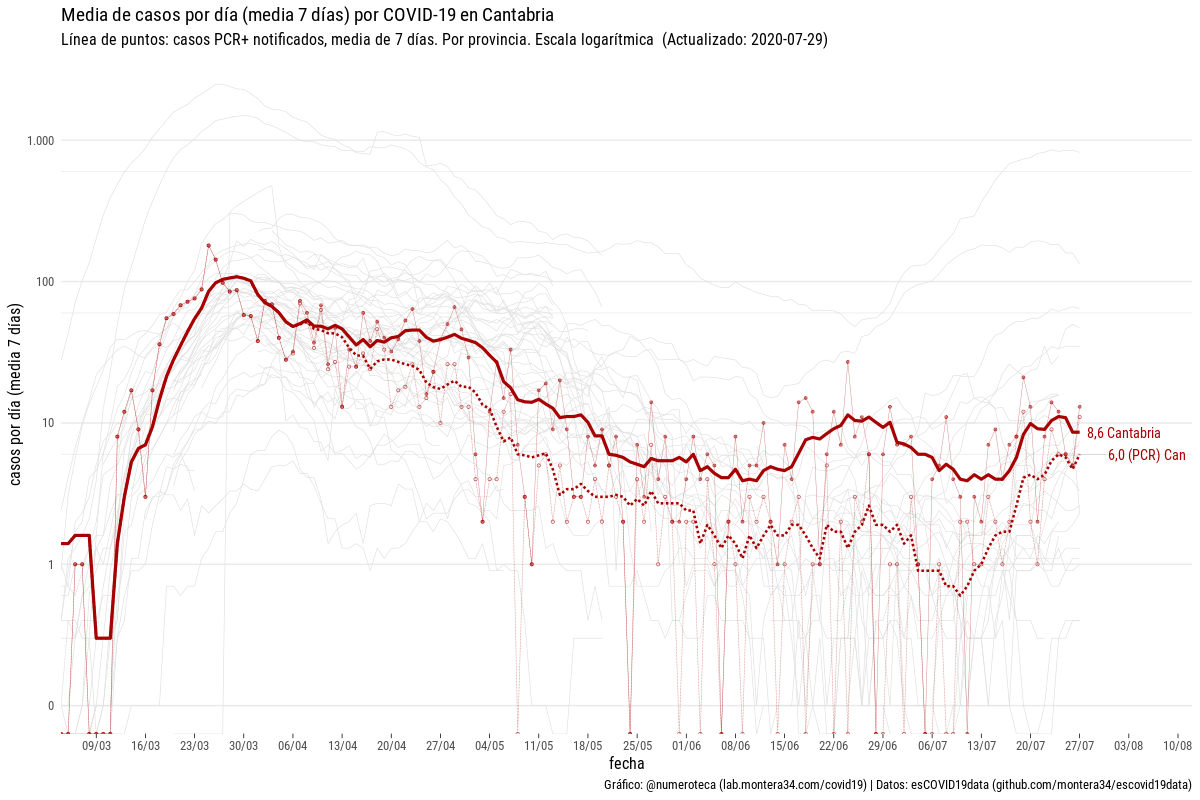 Media de casos por día (media 7 días) por COVID-19 en Cantabria
Línea de puntos: casos PCR+ notificados, media de 7 días. Por provincia. Escala logarítmica  (Actualizado: 2020-07-29)
casos por día (media 7 días)
1.000
100
10
1
0
8,6 Cantabria
6,0 (PCR) Can
09/03 16/03 23/03 30/03 06/04 13/04 20/04 27/04 04/05 11/05 18/05 25/05 01/06 08/06 15/06 22/06 29/06 06/07 13/07 20/07 27/07 03/08 10/08
fecha
Gráfico: @numeroteca (lab.montera34.com/covid19) | Datos: esCOVID19data (github.com/montera34/escovid19data)